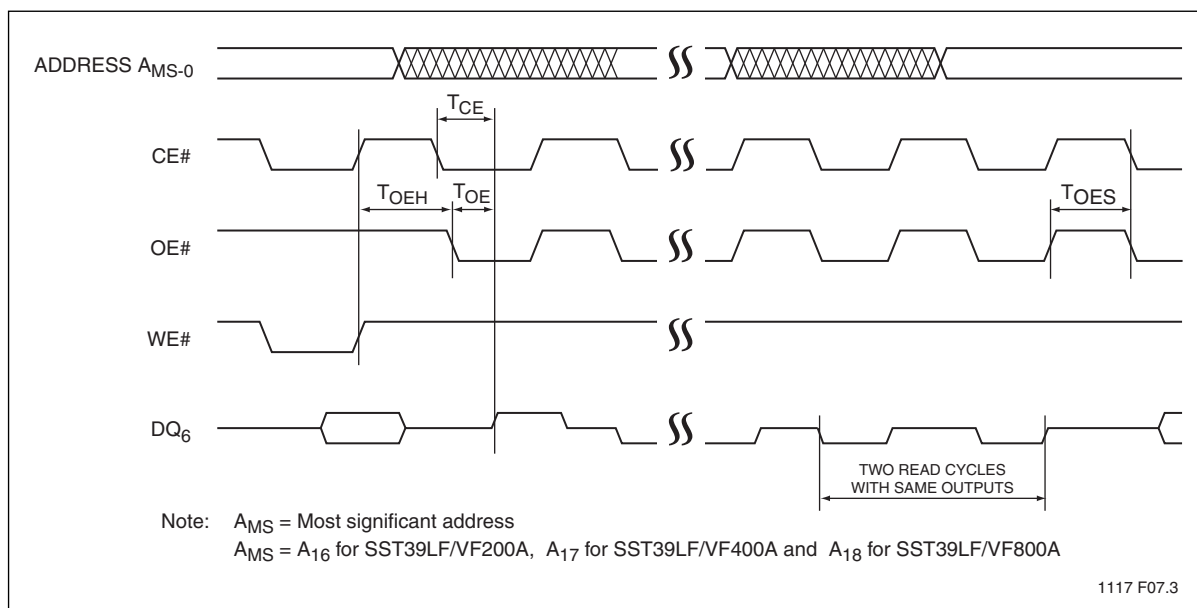 ADDRESS AMS-0
TCE
CE#
TOEH TOE TOES
OE#
WE#
DQ6
TWO READ CYCLES
WITH SAME OUTPUTS
Note: AMS = Most significant address
AMS = A16 for SST39LF/VF200A, A17 for SST39LF/VF400A and A18 for SST39LF/VF800A
1117 F07.3